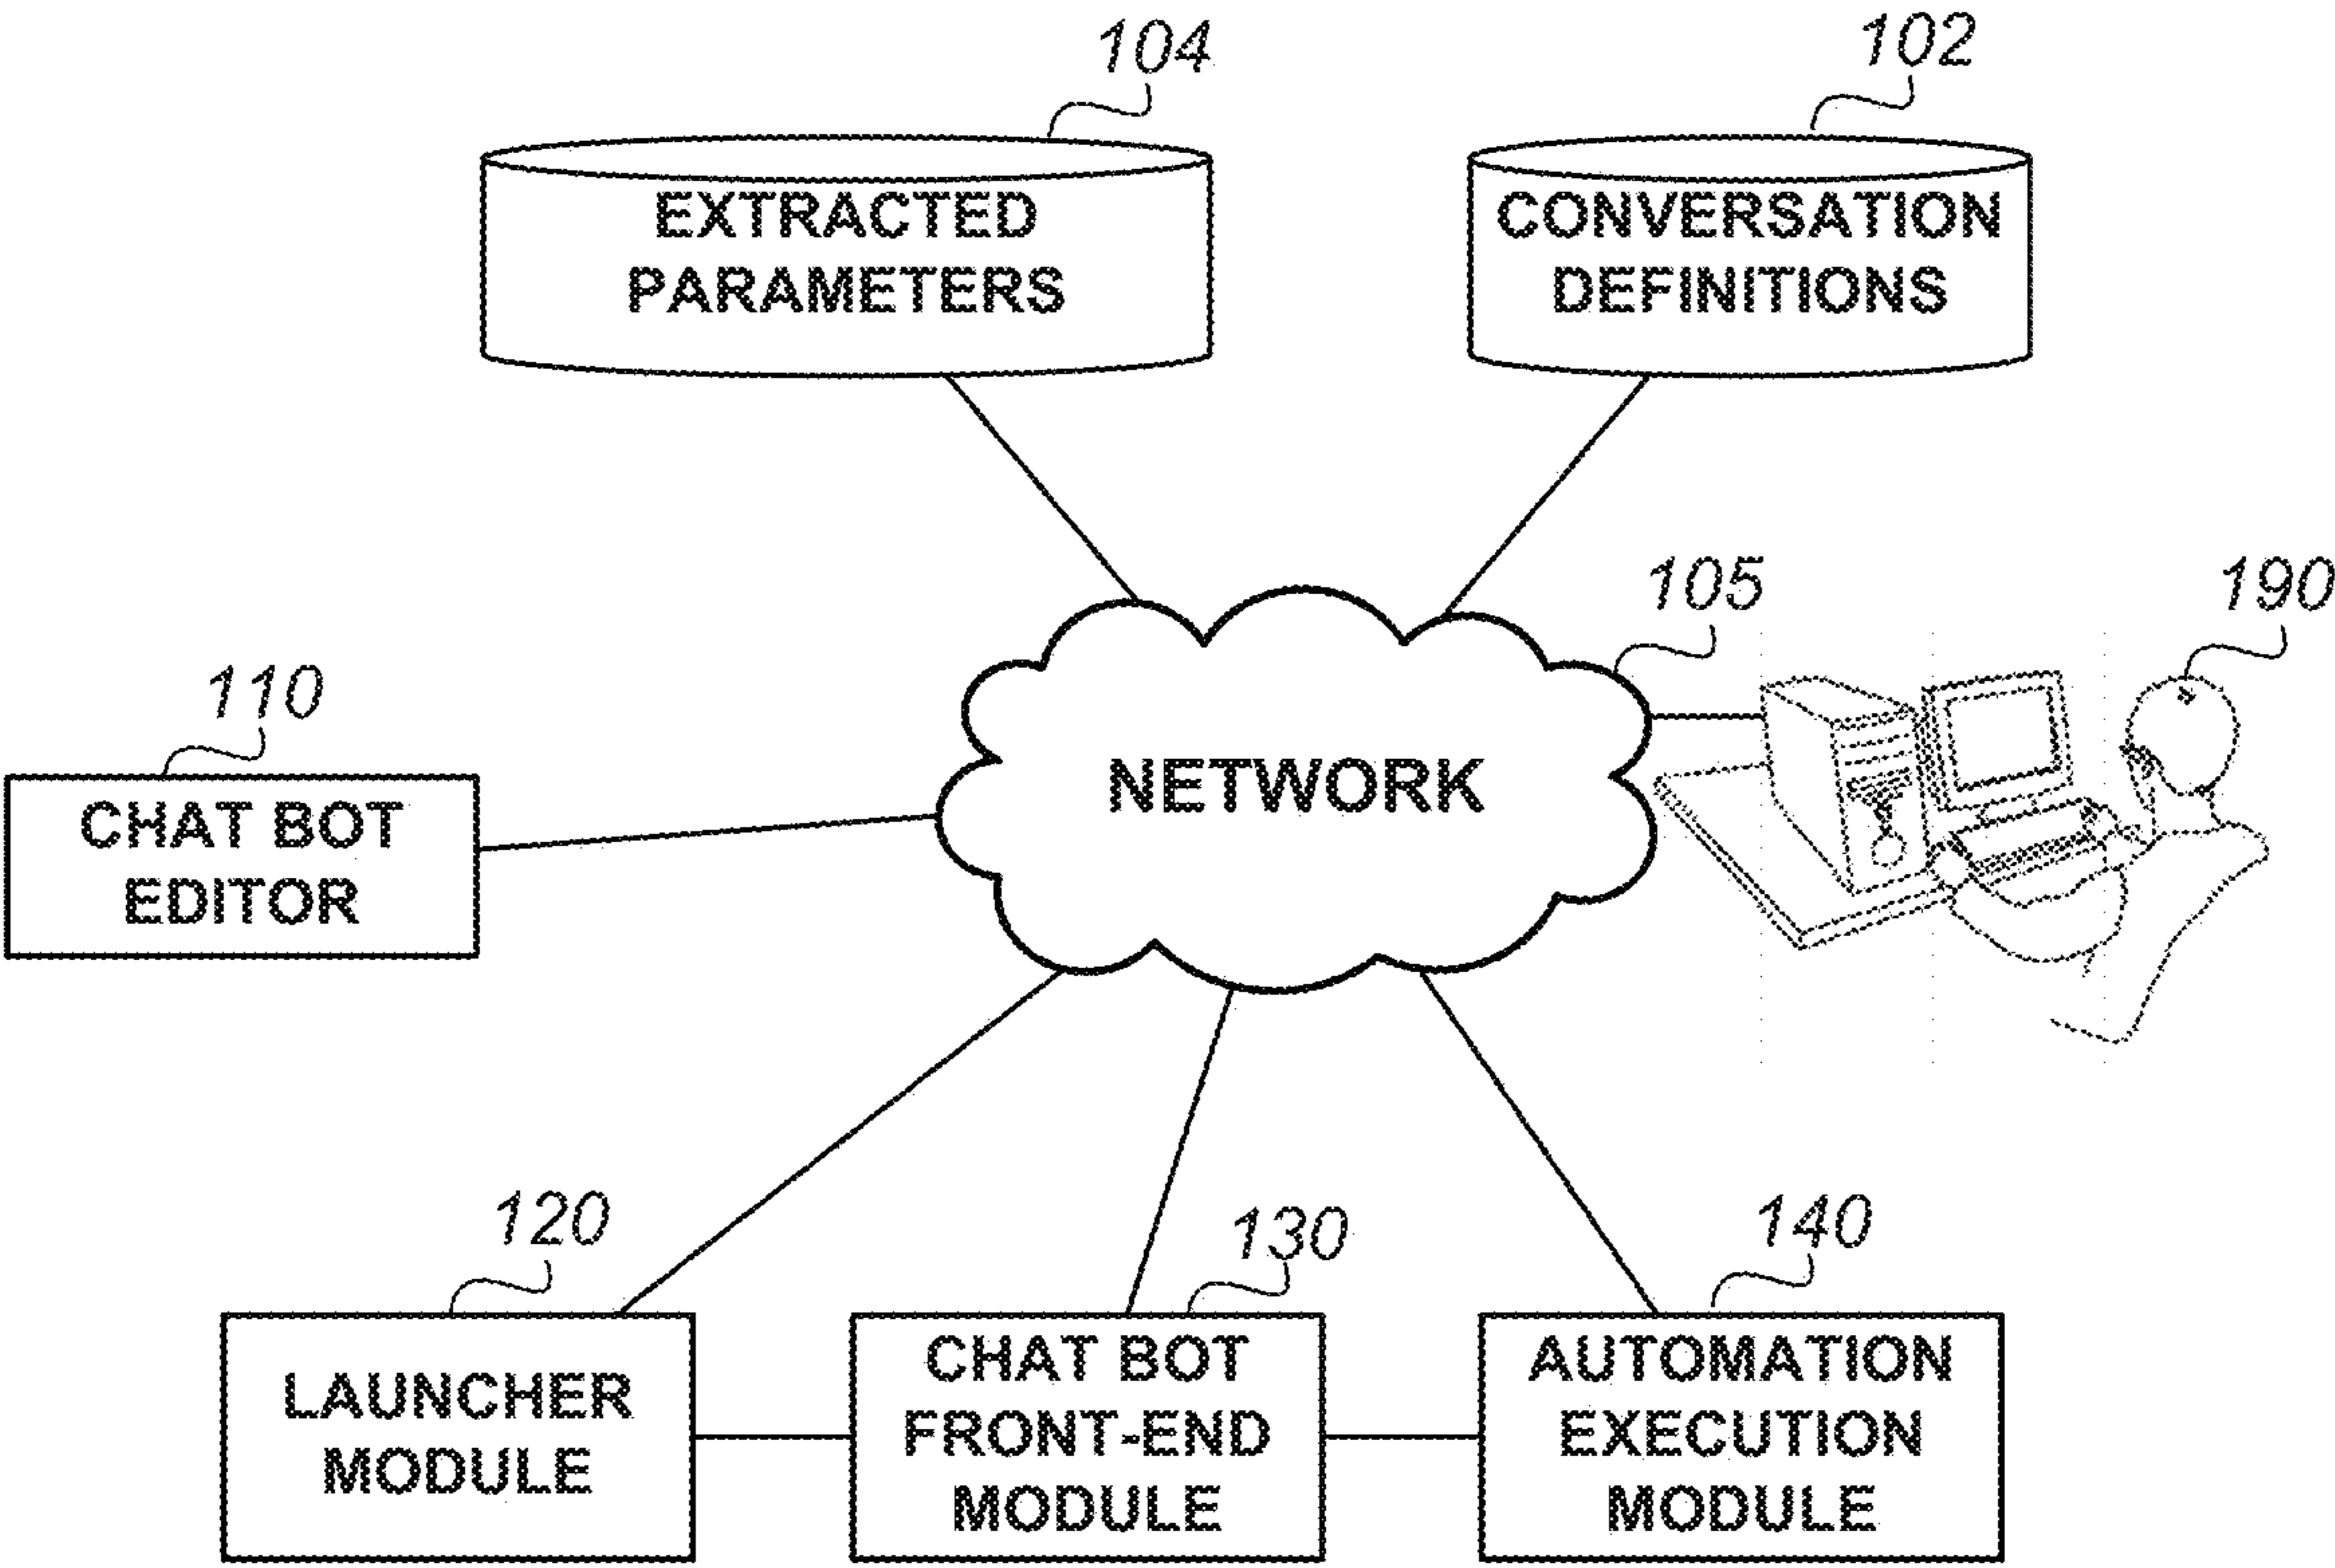 104
102
EXTRACTED
PARAMETERS
CONVERSATION
DEFINITIONS
105
190
110
NETWORK
CHAT BOT
EDITOR
120
130
140
LAUNCHER
MODULE
CHAT BOT
FRONT-END
MODULE
AUTOMATION
EXECUTION
MODULE